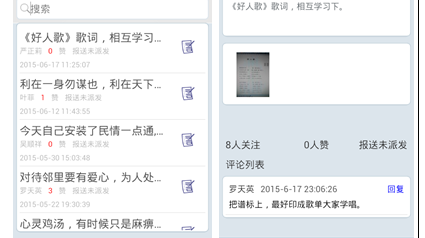 搜索
《好人歌》歌词，相互学习...
严正莉 0 赞 报送未派发
2015-06-17 11:25:07
利在一身勿谋也，利在天下...
叶菲 1 赞 报送未派发
2015-06-12 11:43:55
今天自己安装了民情一点通,...
吴顺祥 0 赞 报送未派发
2015-05-30 15:03:48
对待邻里要有爱心，为人处...
罗天英 3 赞 报送未派发
2015-05-22 19:30:39
心灵鸡汤，有时候只是麻痹...
《好人歌》歌词，相互学习下。
8人关注 0人赞 报送未派发
评论列表
罗天英 2015-6-17 23:06:26 回复
把谱标上，最好印成歌单大家学唱。